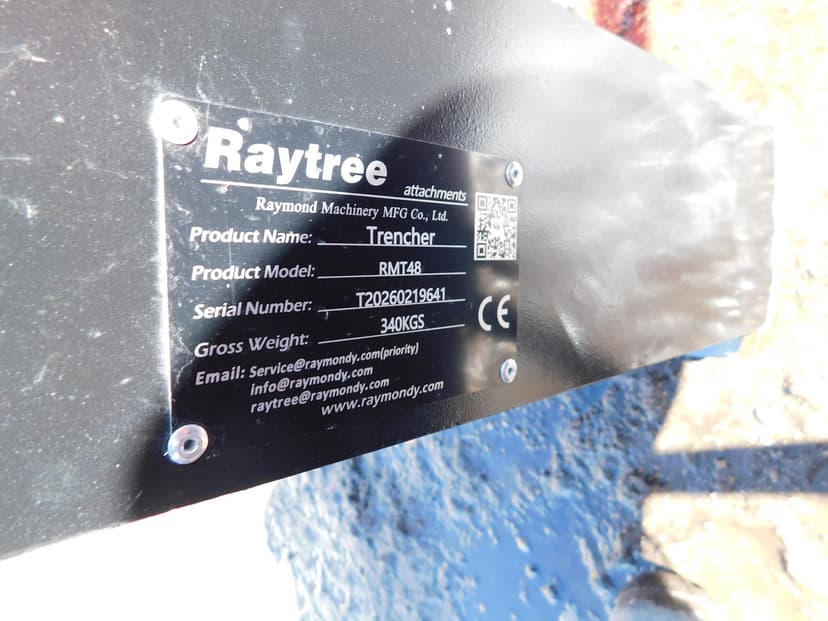 Raytree
attachments
Raymond Machinery MFG Co., Ltd.
Product Name: Trencher
Product Model: RMT48
Serial Number: T20260219641
Gross Weight: 340KGS
Email: Service@raymondy.com(priority)
info@raymondy.com
raytree@raymondy.com
www.raymondy.com
CE